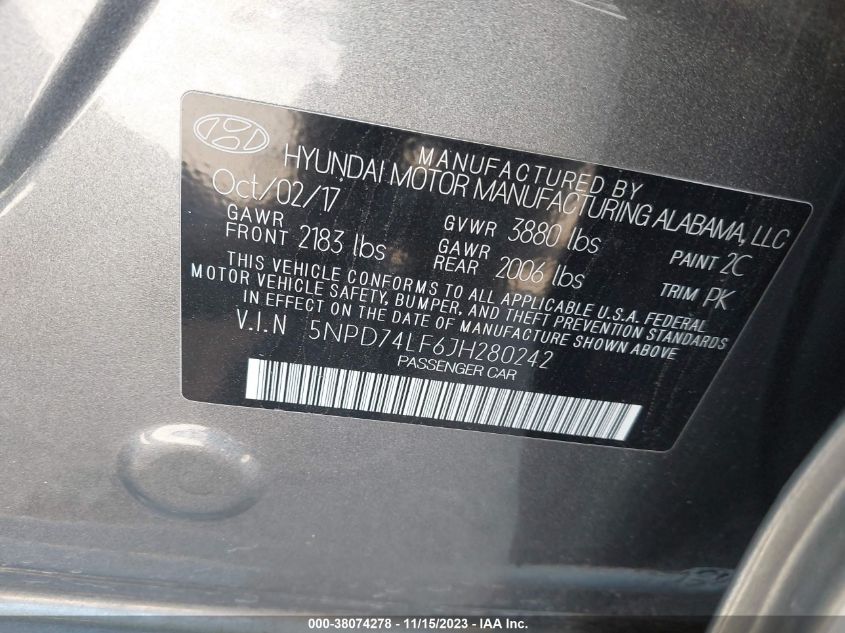 MANUFACTURED BY
HYUNDAI MOTOR MANUFACTURING ALABAMA, LLC
Oct/02/17
GVWR 3880 lbs
PAINT 2C
GAWR FRONT 2183 lbs
GAWR REAR 2006 lbs
TRIM PK
THIS VEHICLE CONFORMS TO ALL APPLICABLE U.S.A. FEDERAL
MOTOR VEHICLE SAFETY, BUMPER, AND THEFT PREVENTION STANDARDS
IN EFFECT ON THE DATE OF MANUFACTURE SHOWN ABOVE
V.I.N 5NPD74LF6JH280242
PASSENGER CAR
000-38074278 - 11/15/2023 - IAA Inc.